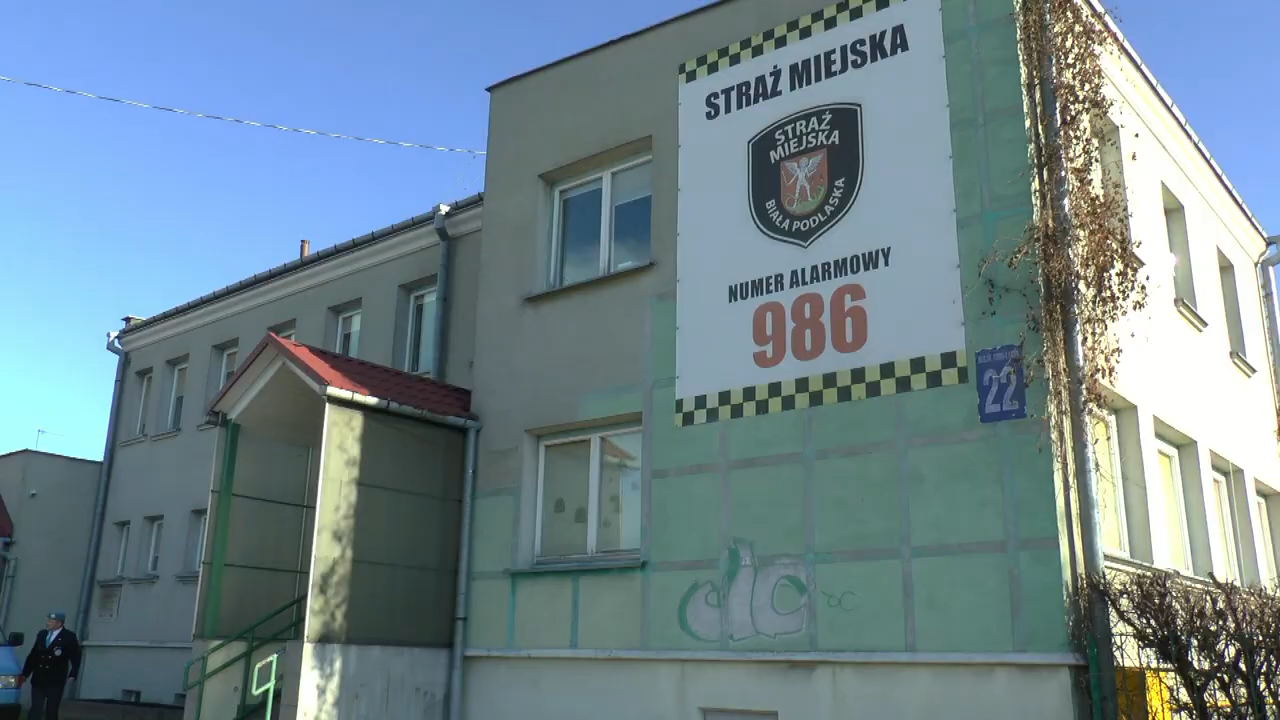 STRAŻ MIEJSKA
STRAŻ
MIEJSKA
BIAŁA PODLASKA
NUMER ALARMOWY
986
22